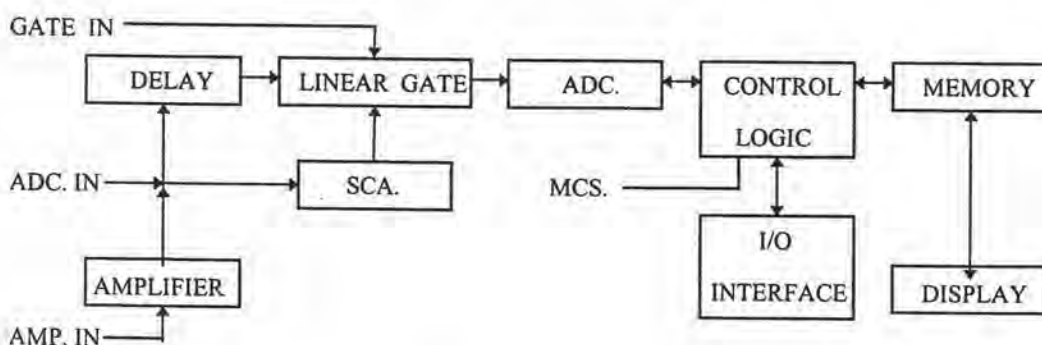 GATE IN
DELAY
LINEAR GATE
ADC.
CONTROL
LOGIC
MEMORY
ADC. IN
SCA.
MCS.
I/O
INTERFACE
AMPLIFIER
DISPLAY
AMP. IN